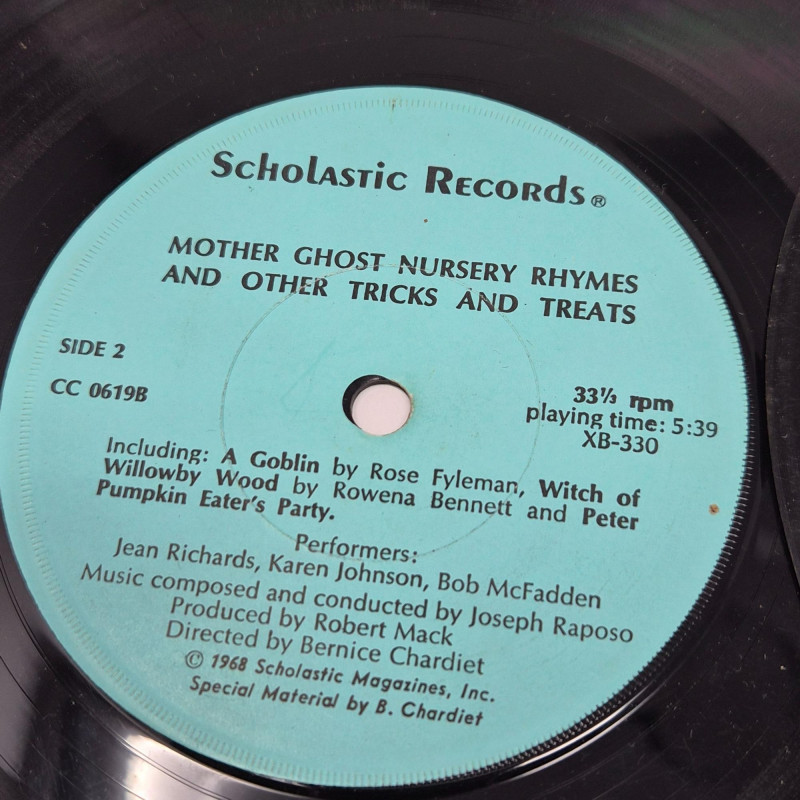 Scholastic Records®
MOTHER GHOST NURSERY RHYMES
AND OTHER TRICKS AND TREATS
SIDE 2
CC 0619B
33⅓ rpm
playing time: 5:39
XB-330
Including: A Goblin by Rose Fyleman, Witch of
Willowby Wood by Rowena Bennett and Peter
Pumpkin Eater's Party.
Performers:
Jean Richards, Karen Johnson, Bob McFadden
Music composed and conducted by Joseph Raposo
Produced by Robert Mack
Directed by Bernice Chardiet
© 1968 Scholastic Magazines, Inc.
Special Material by B. Chardiet